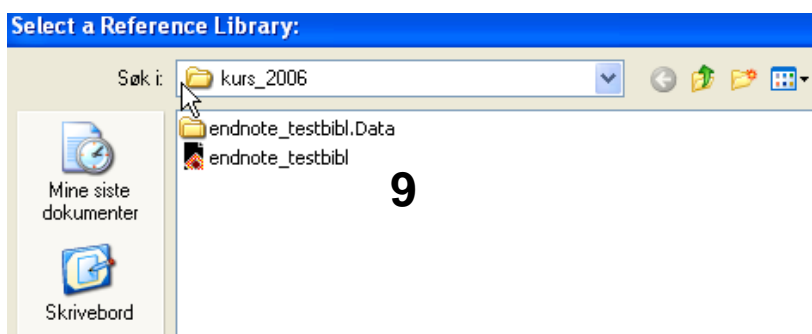 Select a Reference Library:
Søk i:
kurs_2006
endnote_testbibl.Data
endnote_testbibl
9
Mine siste
dokumenter
Skrivebord